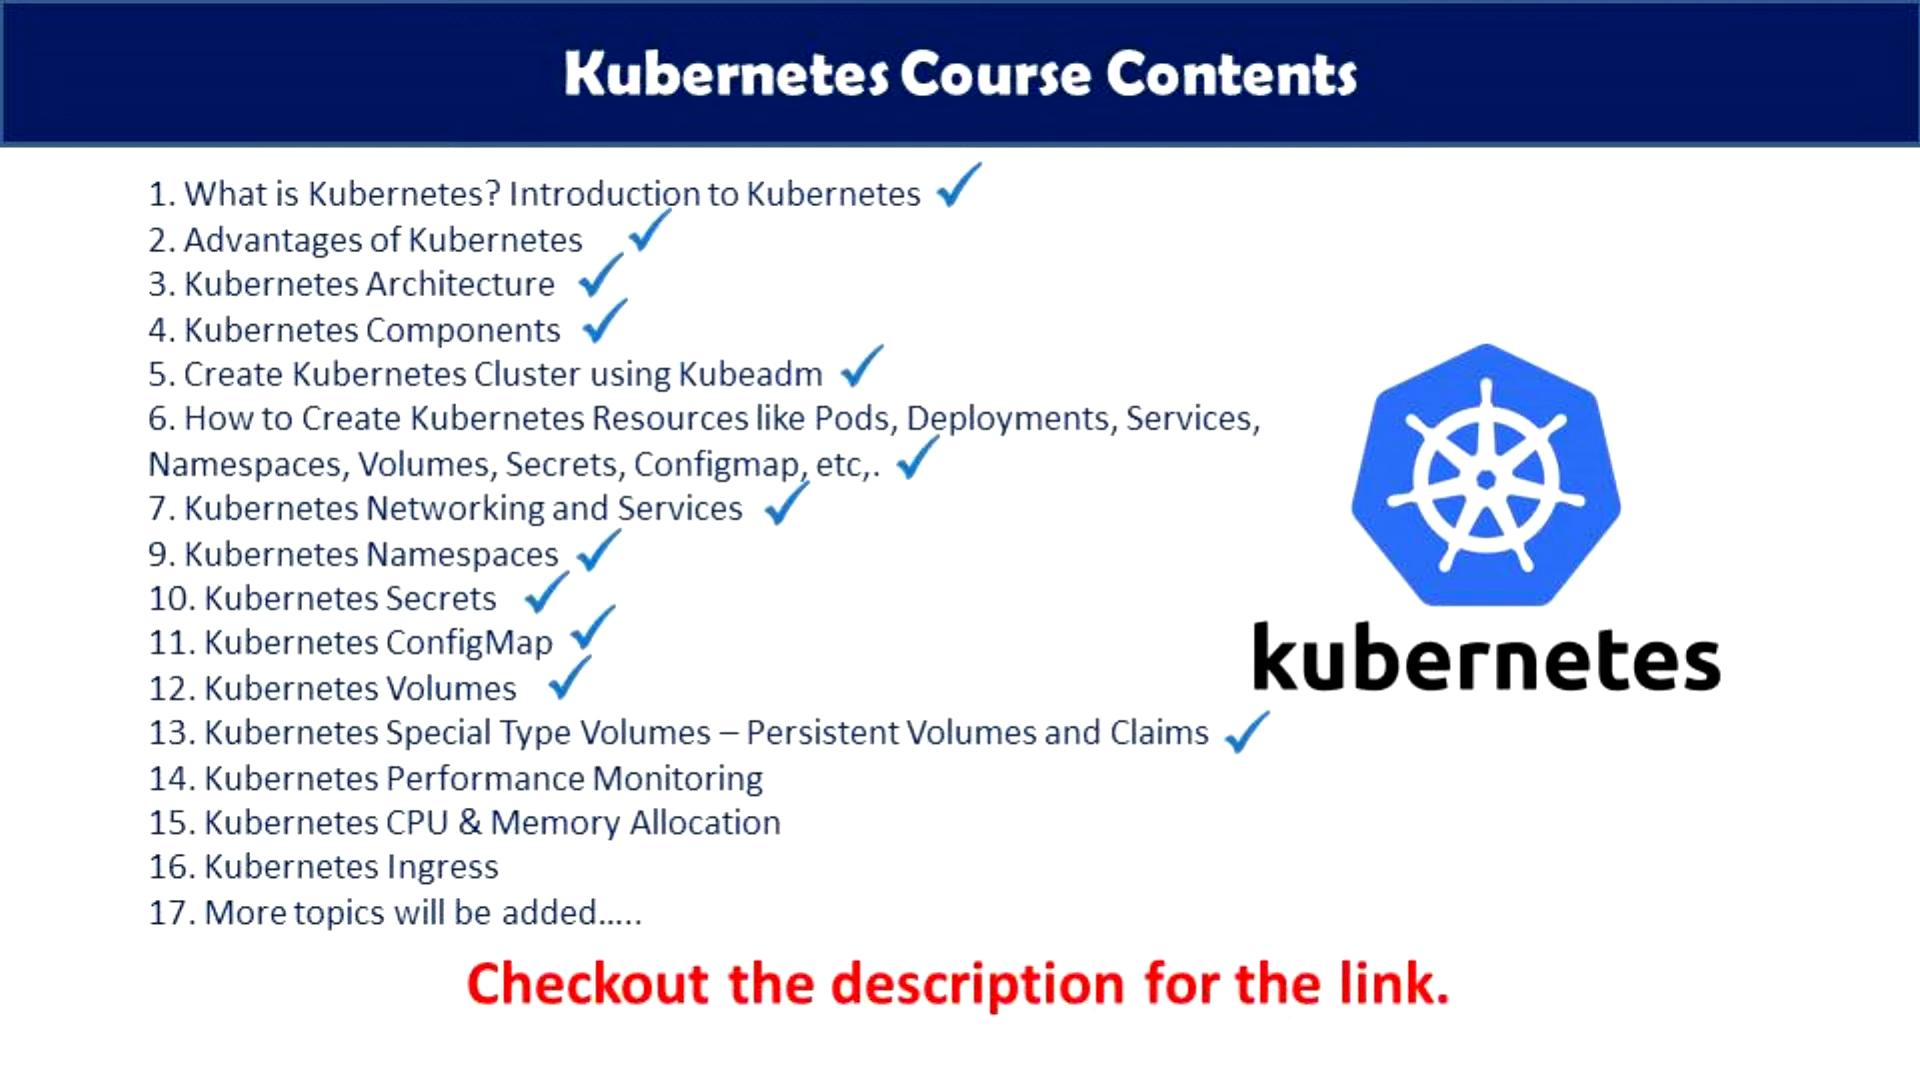 Kubernetes Course Contents
1. What is Kubernetes? Introduction to Kubernetes
2. Advantages of Kubernetes
3. Kubernetes Architecture
4. Kubernetes Components
5. Create Kubernetes Cluster using Kubeadm
6. How to Create Kubernetes Resources like Pods, Deployments, Services,
Namespaces, Volumes, Secrets, Configmap, etc,.
7. Kubernetes Networking and Services
9. Kubernetes Namespaces
10. Kubernetes Secrets
11. Kubernetes ConfigMap
12. Kubernetes Volumes
13. Kubernetes Special Type Volumes – Persistent Volumes and Claims
14. Kubernetes Performance Monitoring
15. Kubernetes CPU & Memory Allocation
16. Kubernetes Ingress
17. More topics will be added.....
kubernetes
Checkout the description for the link.